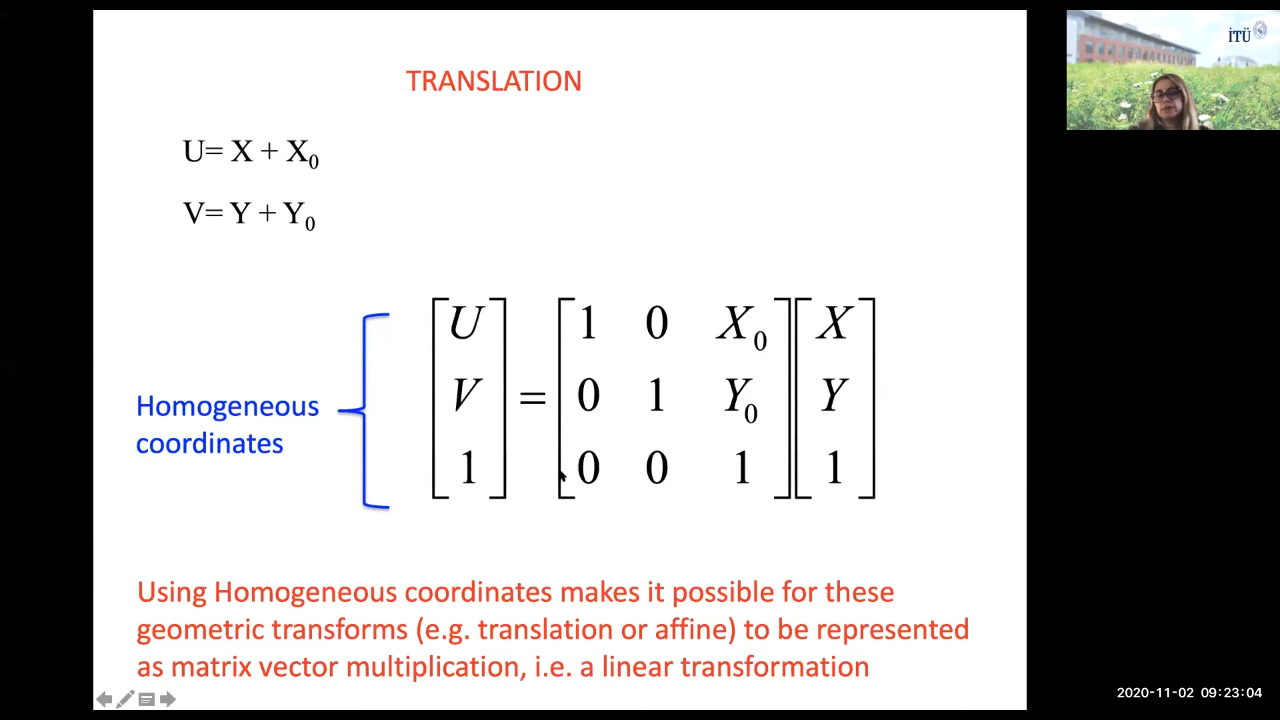 TRANSLATION
U= X + X₀
V= Y + Y₀
Homogeneous
coordinates
U 1 0 X₀ X
V = 0 1 Y₀ Y
1 0 0 1 1
Using Homogeneous coordinates makes it possible for these
geometric transforms (e.g. translation or affine) to be represented
as matrix vector multiplication, i.e. a linear transformation
İTÜ
2020-11-02 09:23:04